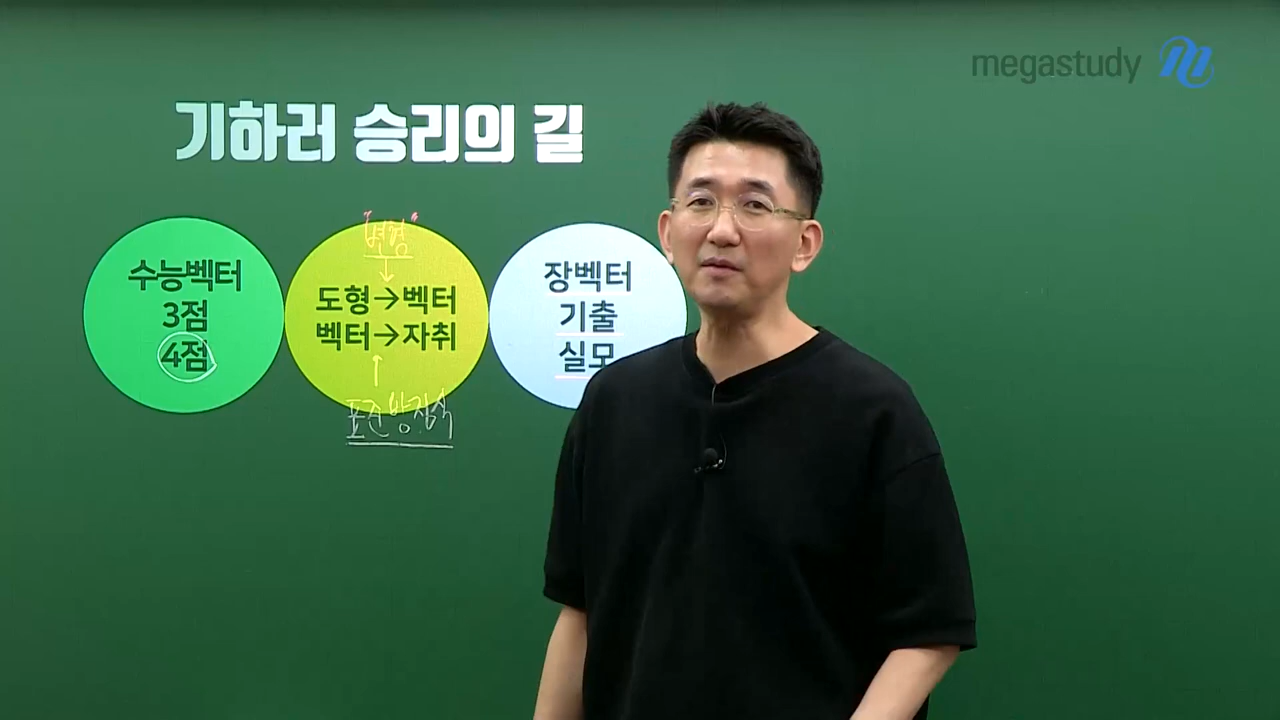 megastudy
기하러 승리의 길
수능벡터
3점
4점
"변형"
도형→벡터
벡터→자취
표준방정식
장벡터
기출
실모